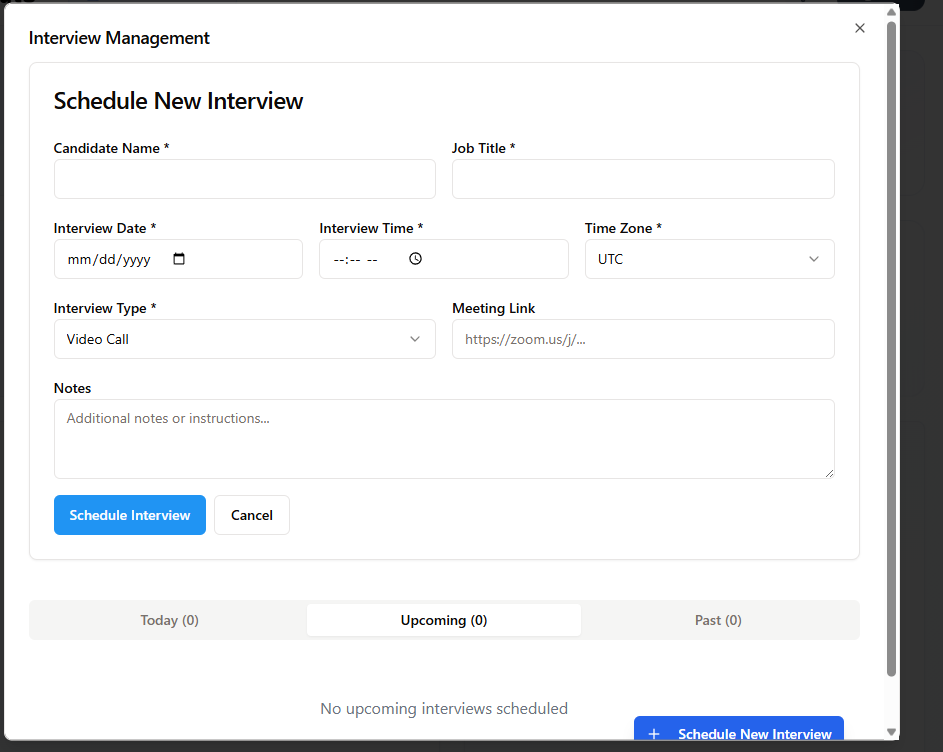 Interview Management
Schedule New Interview
Candidate Name * Job Title *
Interview Date * Interview Time * Time Zone *
mm/dd/yyyy --:-- -- UTC
Interview Type * Meeting Link
Video Call https://zoom.us/j/...
Notes
Additional notes or instructions...
Schedule Interview Cancel
Today (0) Upcoming (0) Past (0)
No upcoming interviews scheduled
+ Schedule New Interview